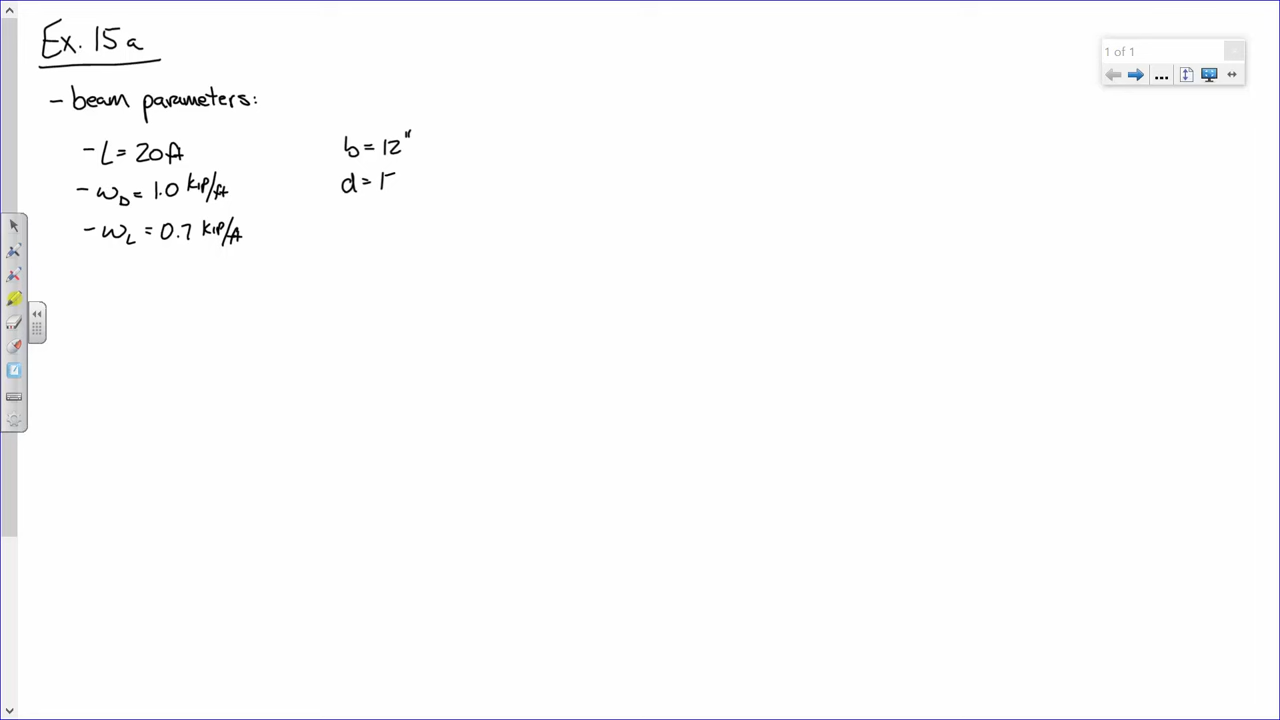 Ex. 15a
- beam parameters:
- L = 20ft
- w_D = 1.0 kip/ft
- w_L = 0.7 kip/ft
b = 12"
d = 1
1 of 1
...